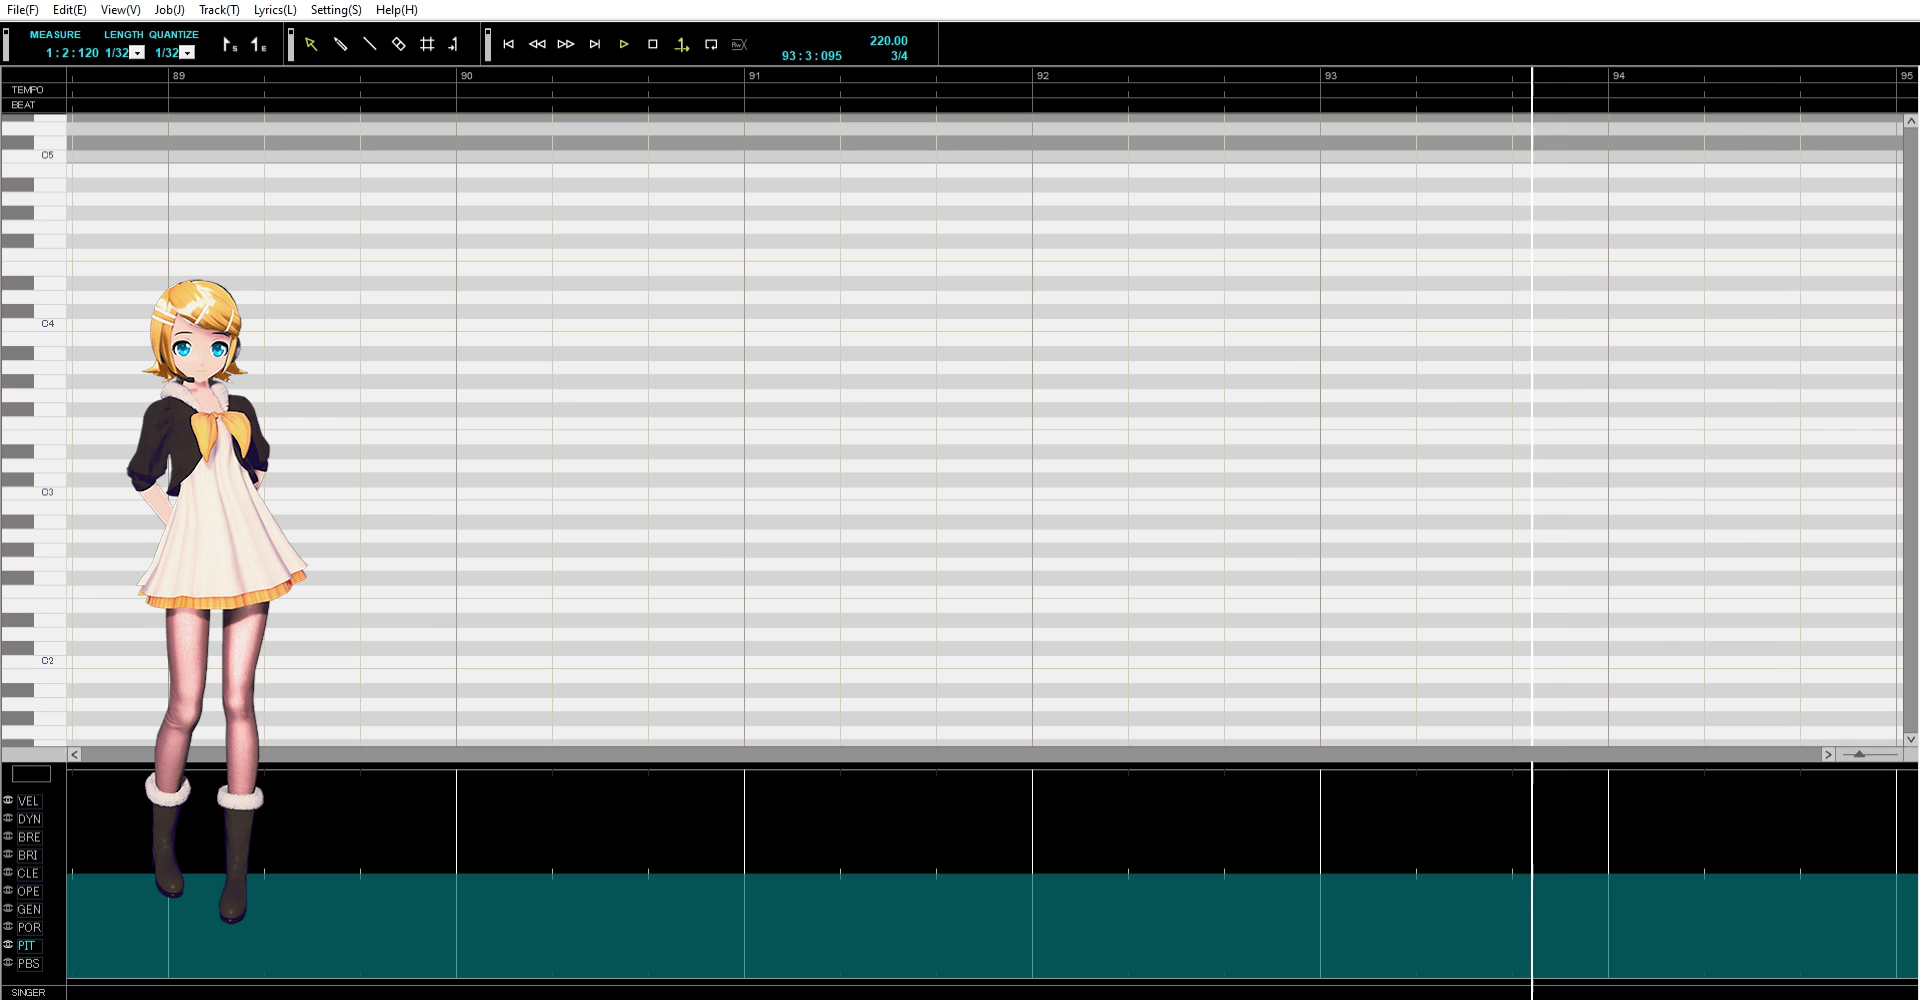 File(F) Edit(E) View(V) Job(J) Track(T) Lyrics(L) Setting(S) Help(H)
MEASURE LENGTH QUANTIZE
1 : 2 : 120 1/32 1/32
S E
220.00
93 : 3 : 095 3/4
89 90 91 92 93 94 95
TEMPO
BEAT
C5
C4
C3
C2
VEL
DYN
BRE
BRI
CLE
OPE
GEN
POR
PIT
PBS
SINGER